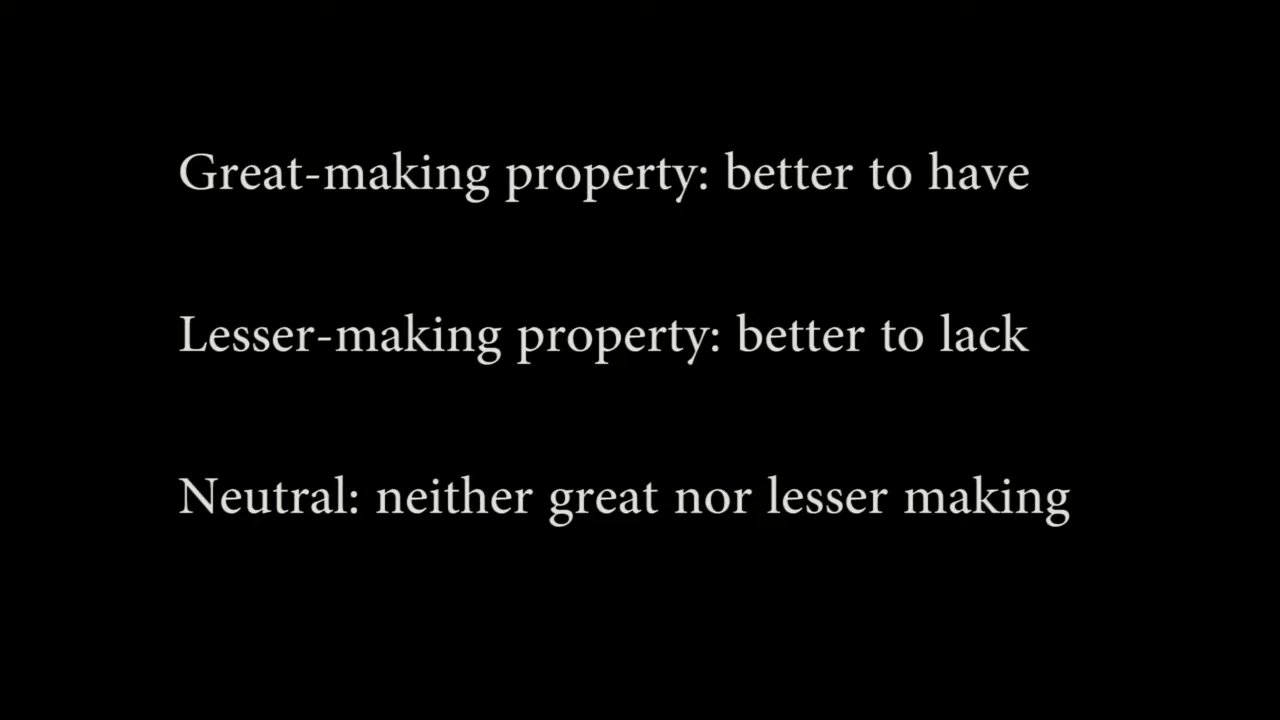 Great-making property: better to have
Lesser-making property: better to lack
Neutral: neither great nor lesser making